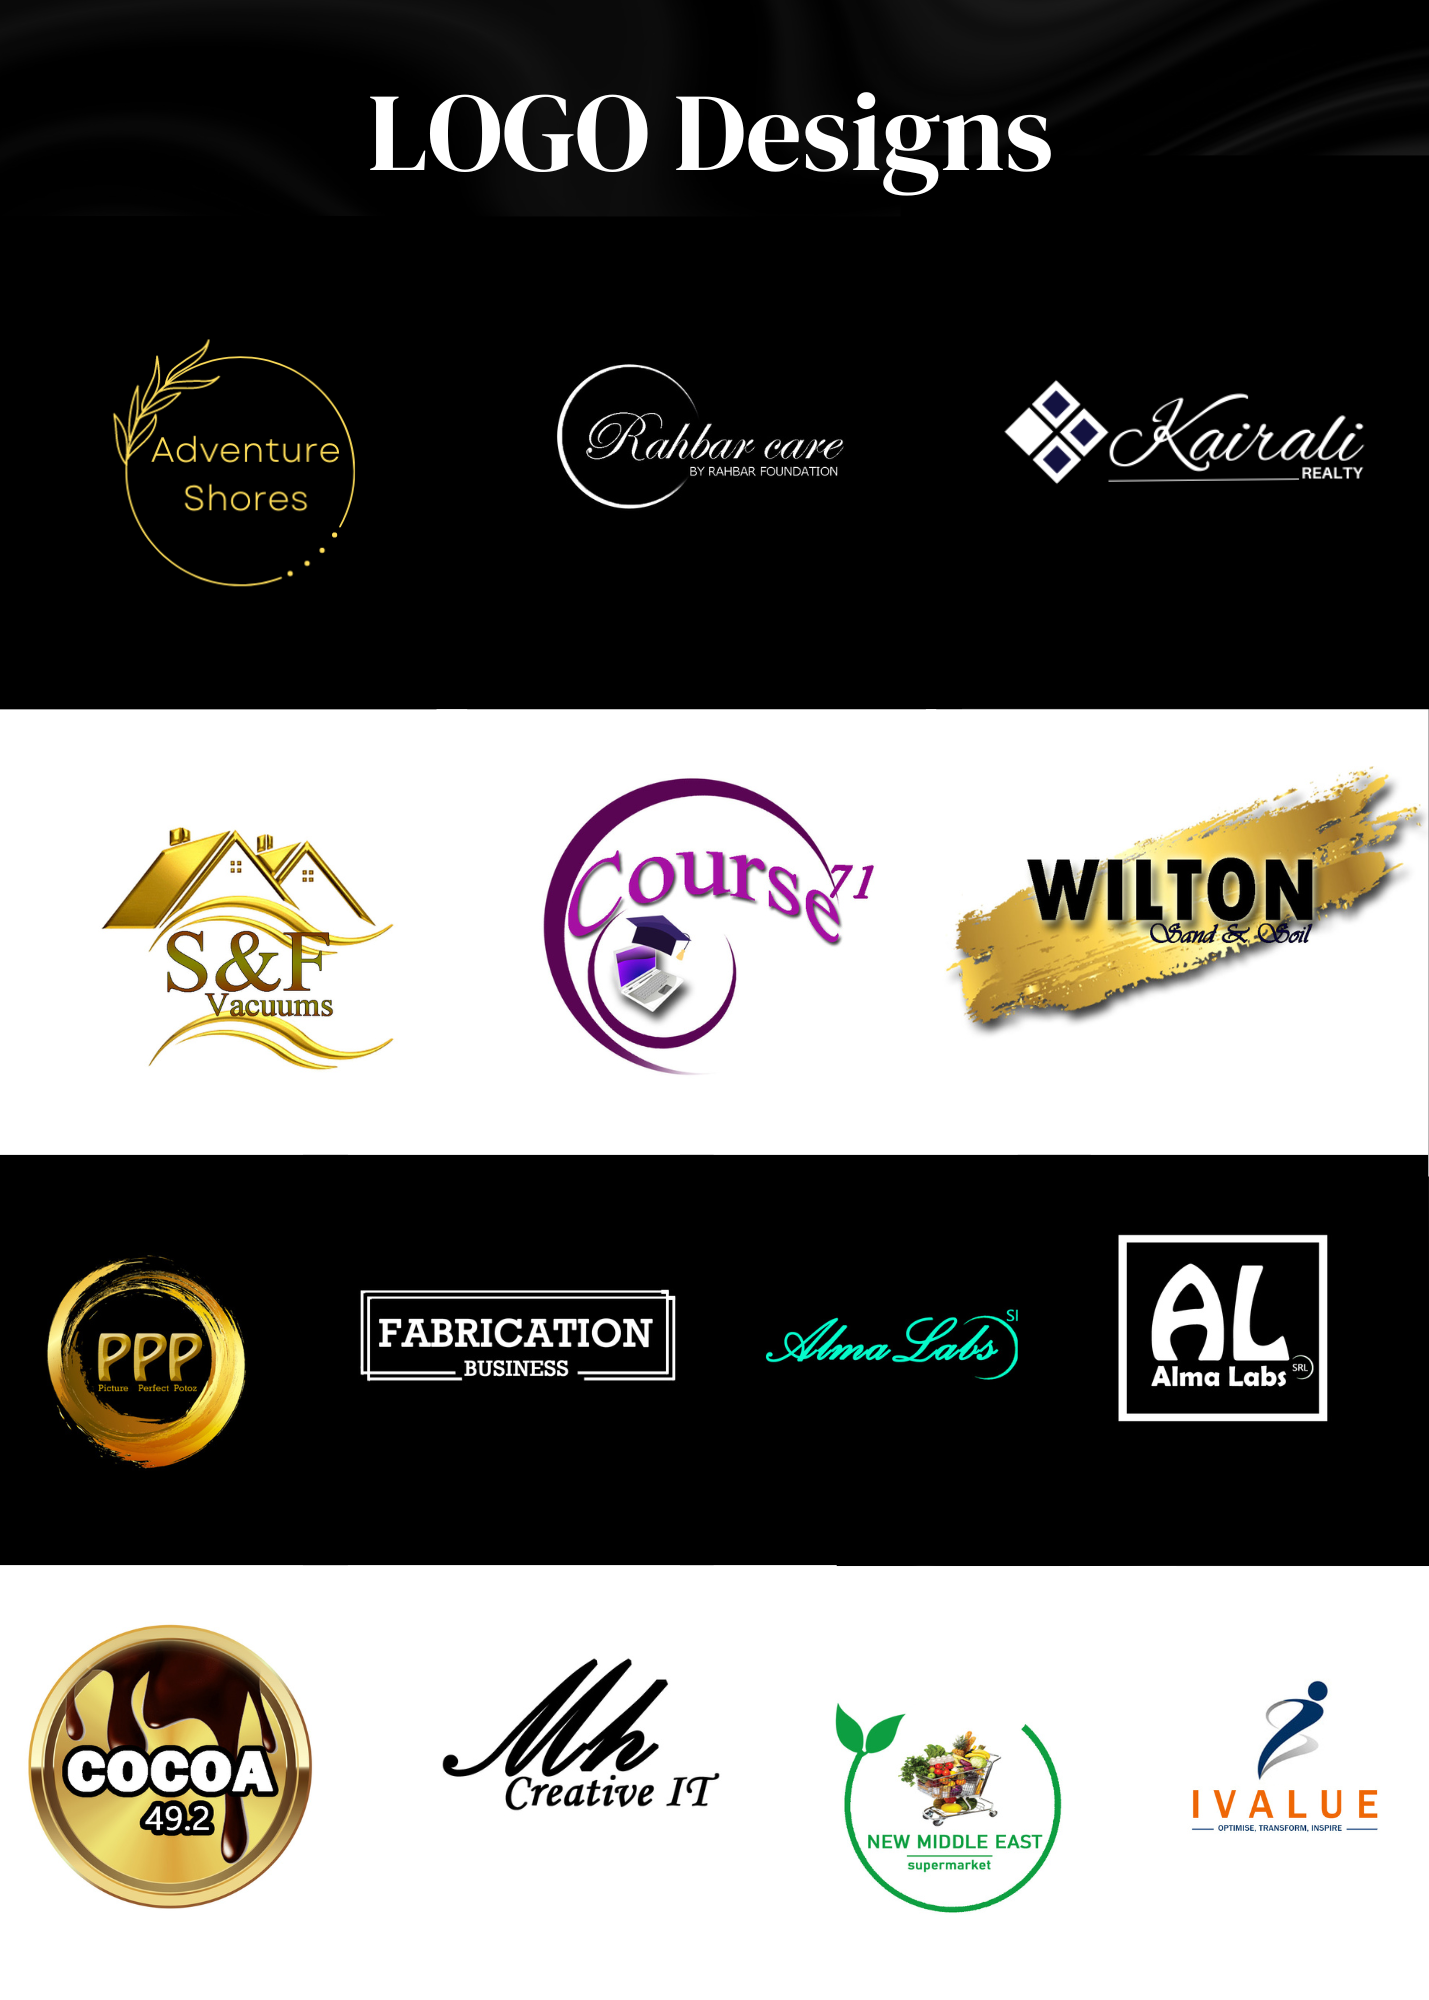 LOGO Designs
Adventure
Shores
Rahbar care
BY RAHBAR FOUNDATION
Kairali
REALTY
S&F
Vacuums
Course 71
WILTON
Sand & Soil
PPP
Picture Perfect Potoz
FABRICATION
BUSINESS
Alma Labs SI
AL
Alma Labs SRL
COCOA
49.2
Mh
Creative IT
NEW MIDDLE EAST
supermarket
IVALUE
OPTIMISE, TRANSFORM, INSPIRE